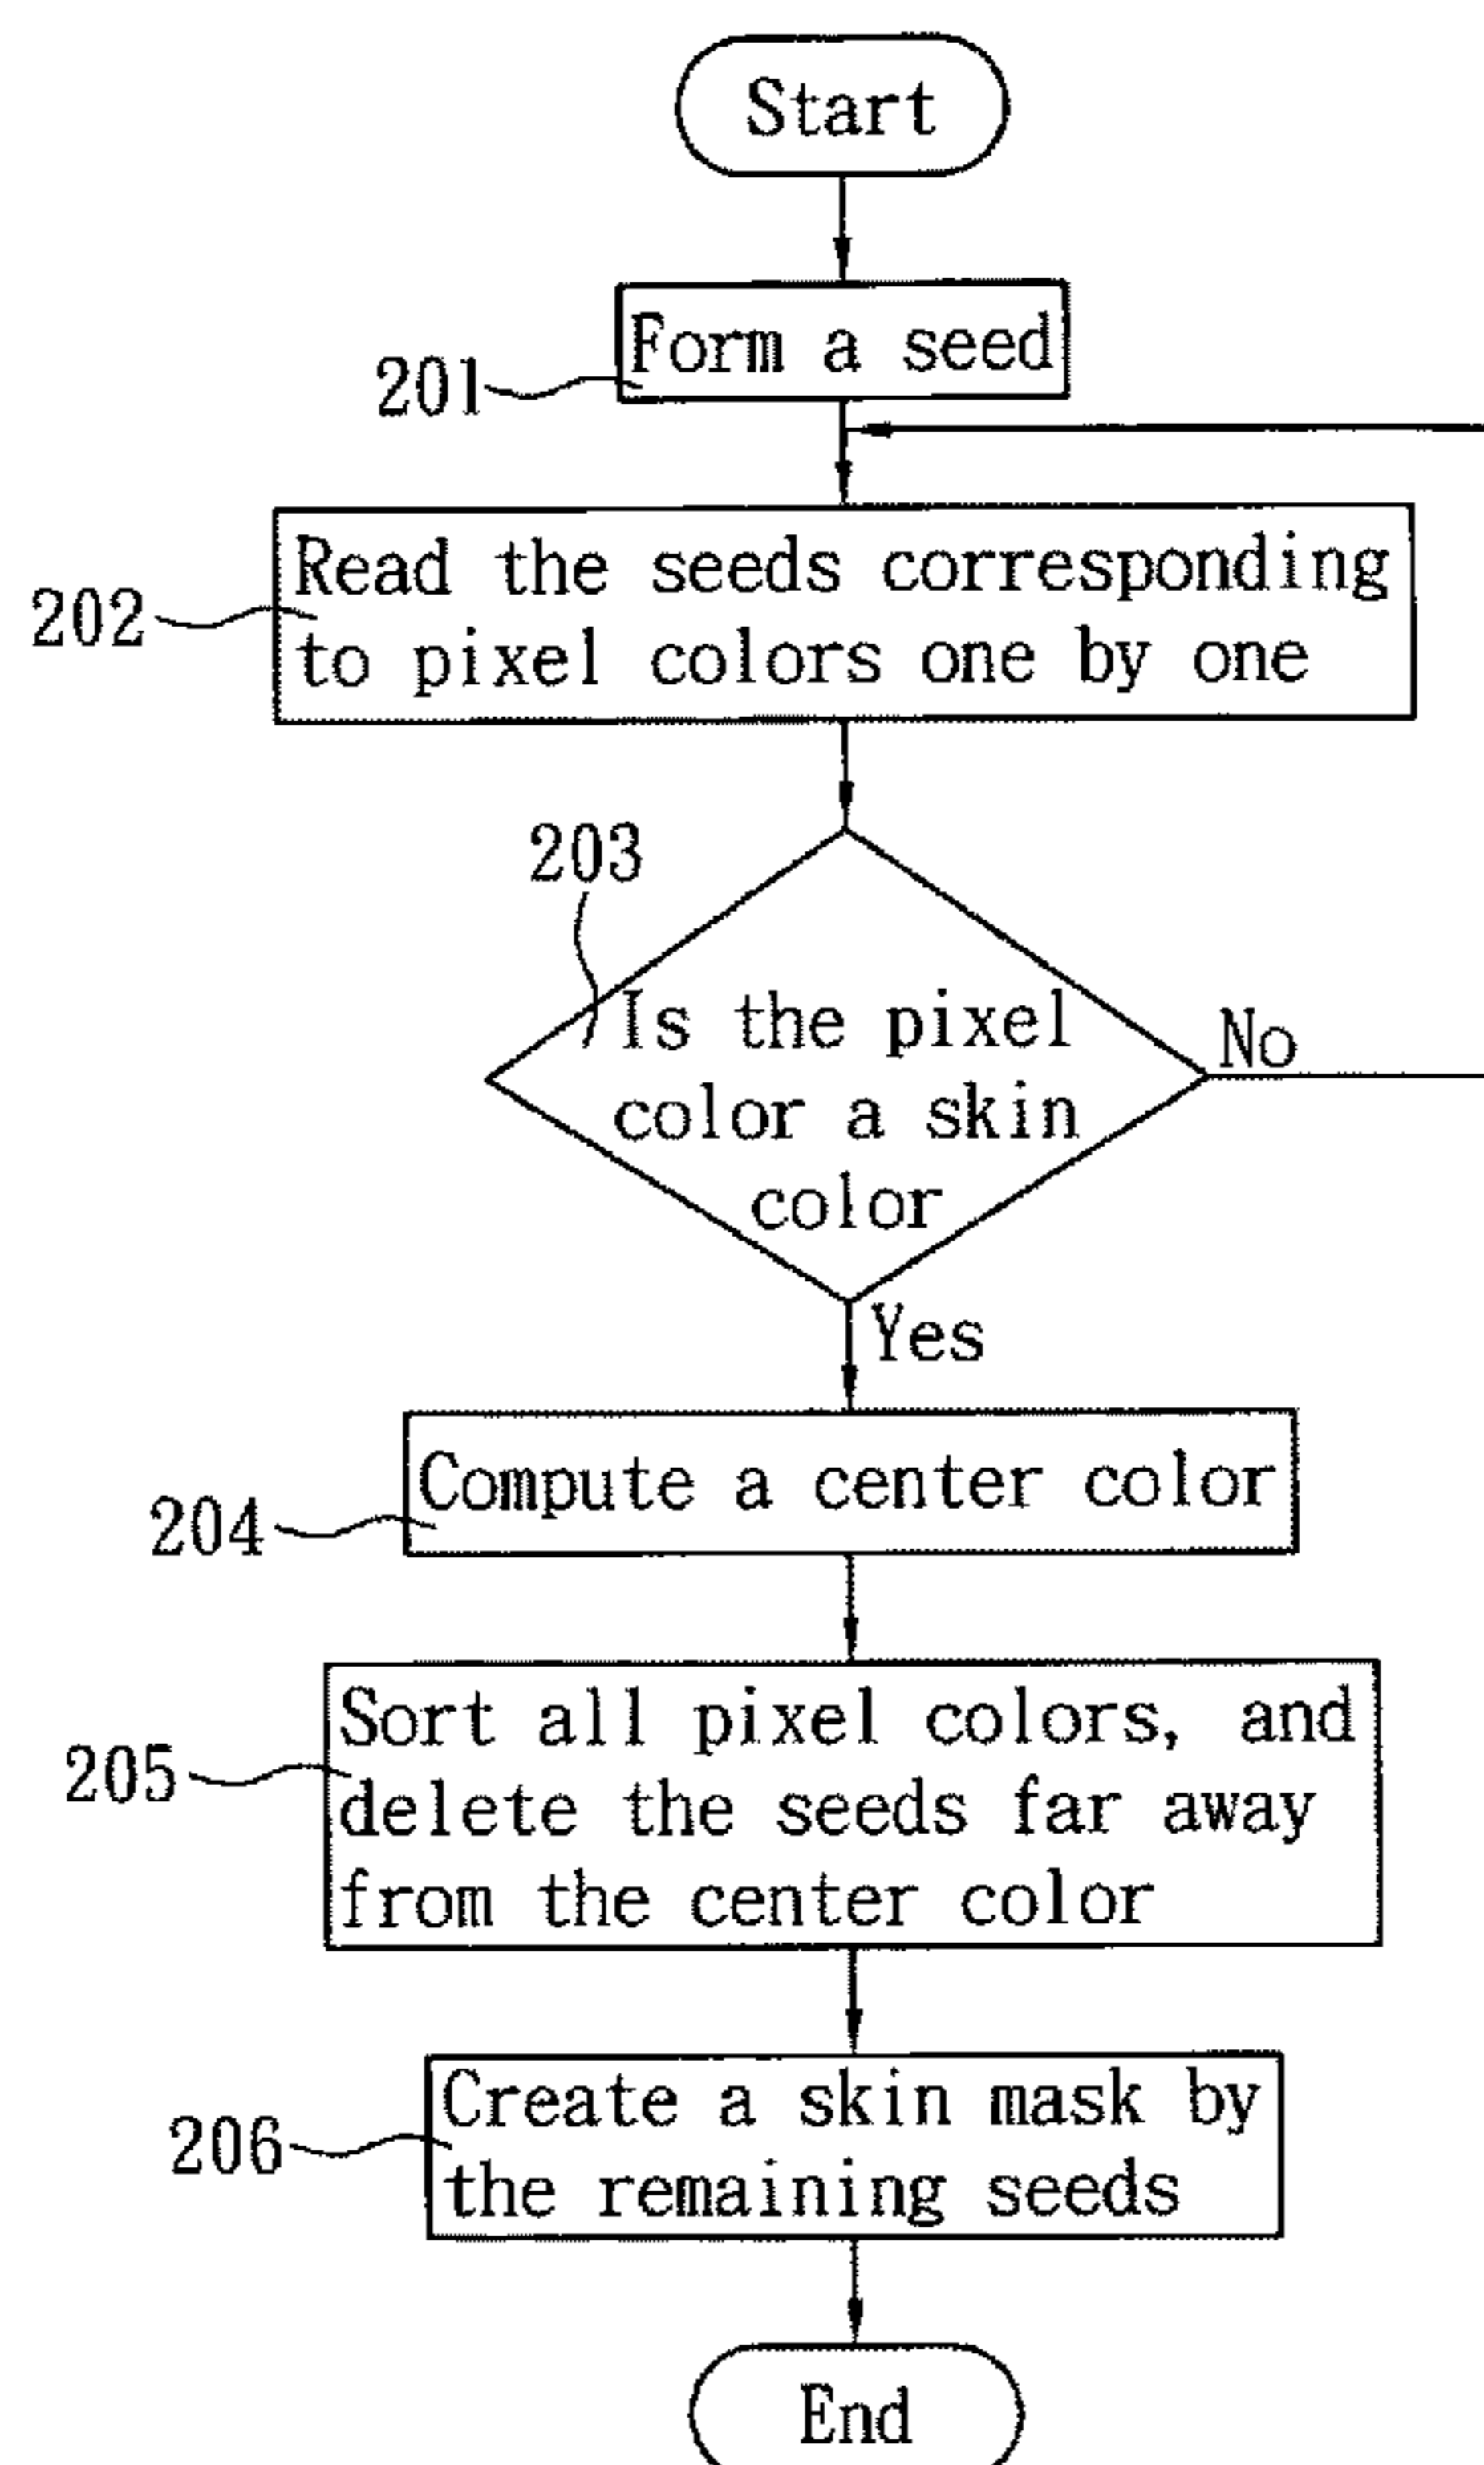 Start
Form a seed
201
Read the seeds corresponding
202
to pixel colors one by one
203
Is the pixel
No
color a skin
color
Yes
Compute a center color
204
Sort all pixel colors, and
205
delete the seeds far away
from the center color
Create a skin mask by
206
the remaining seeds
End